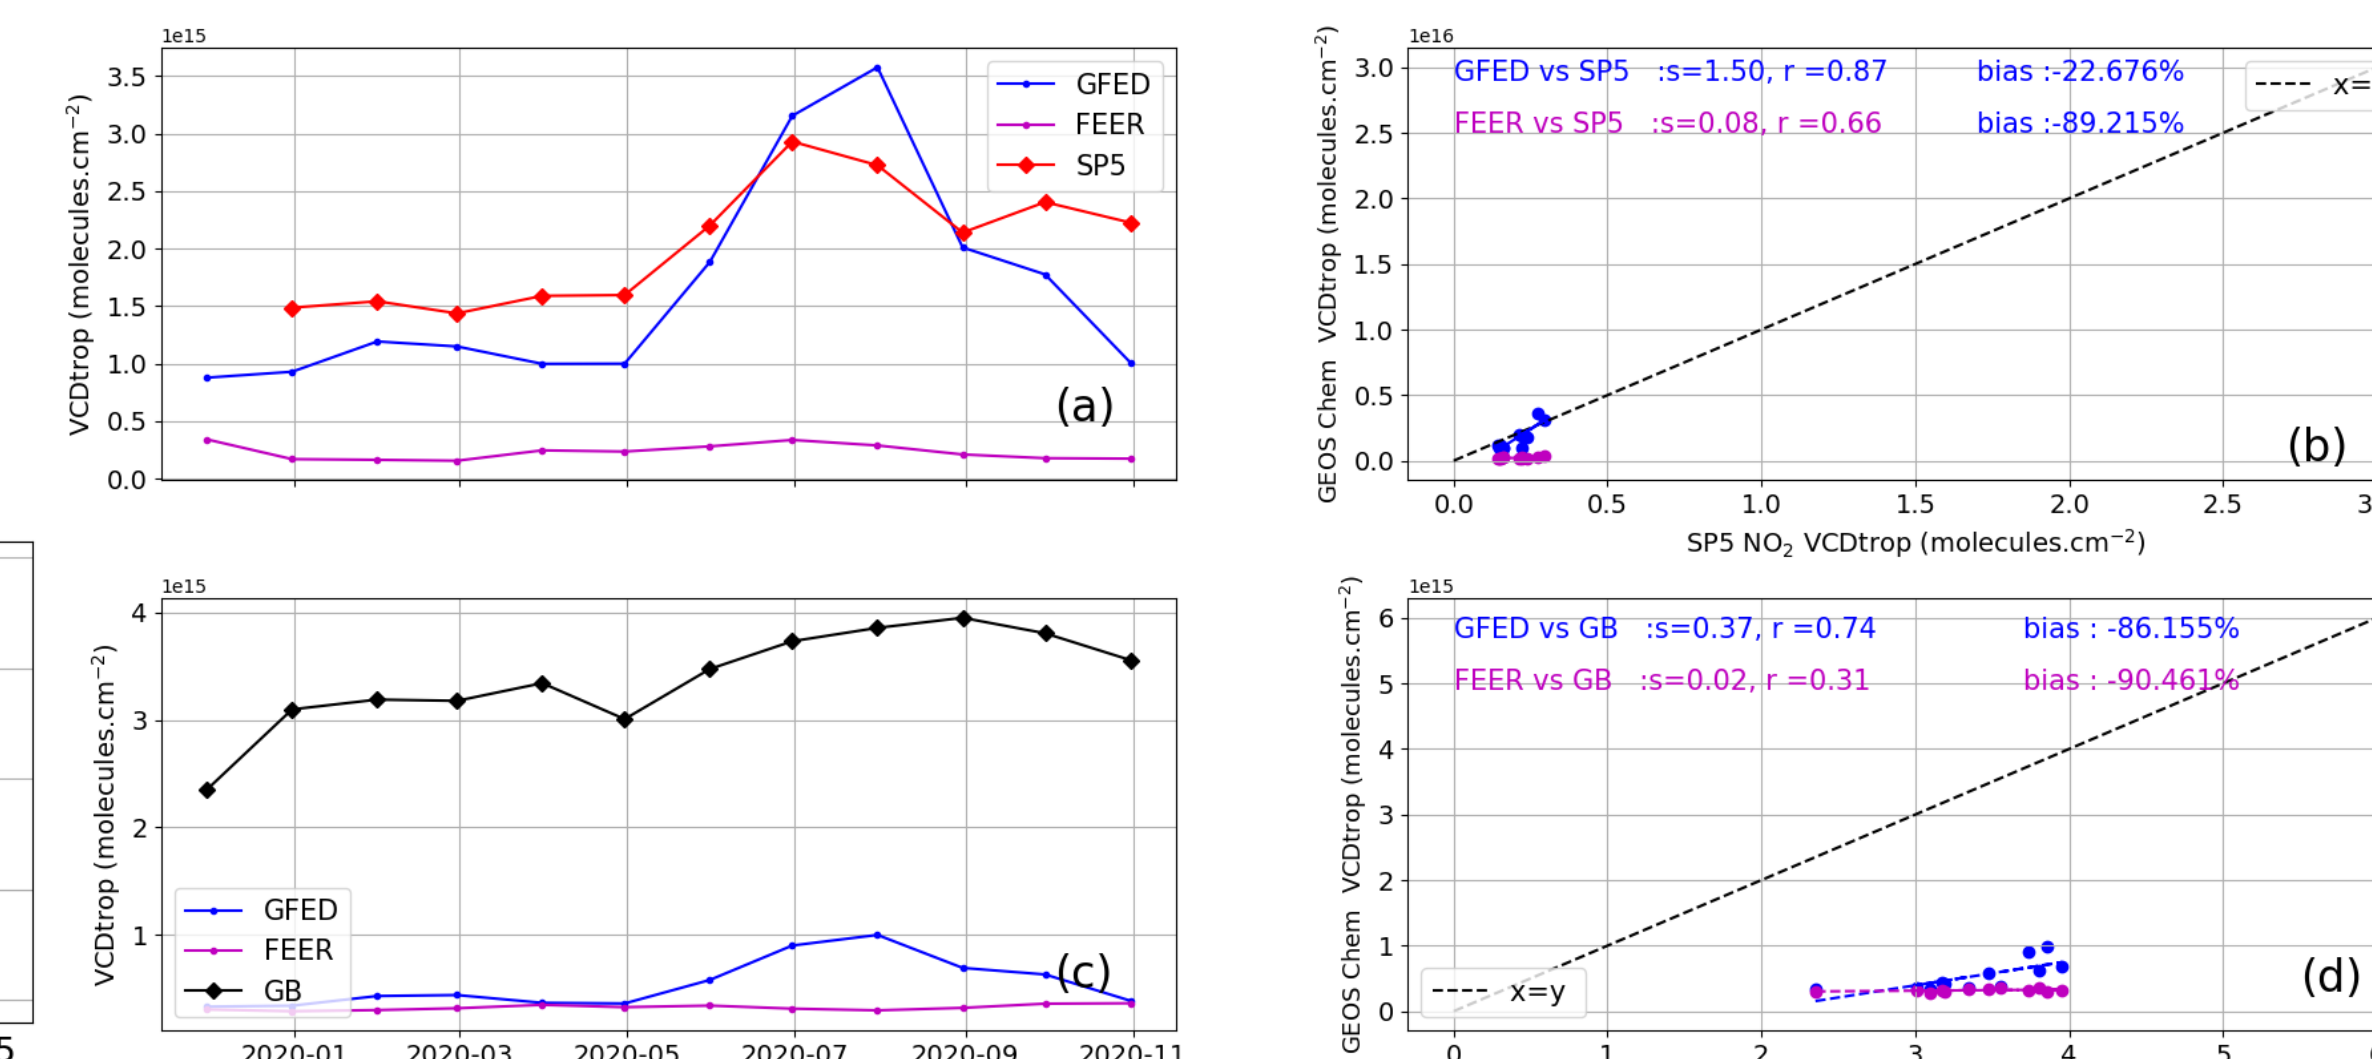 1e15
3.5
3.0
2.5
2.0
1.5
1.0
0.5
0.0
VCDtrop (molecules.cm⁻²)
GFED
FEER
SP5
(a)
1e16
3.0
2.5
2.0
1.5
1.0
0.5
0.0
GEOS Chem VCDtrop (molecules.cm⁻²)
GFED vs SP5 :s=1.50, r =0.87 bias :-22.676%
FEER vs SP5 :s=0.08, r =0.66 bias :-89.215%
x=
(b)
0.0 0.5 1.0 1.5 2.0 2.5 3
SP5 NO₂ VCDtrop (molecules.cm⁻²)
1e15
4
3
2
1
VCDtrop (molecules.cm⁻²)
GFED
FEER
GB
(c)
5
2020-01 2020-03 2020-05 2020-07 2020-09 2020-11
1e15
6
5
4
3
2
1
0
GEOS Chem VCDtrop (molecules.cm⁻²)
GFED vs GB :s=0.37, r =0.74 bias : -86.155%
FEER vs GB :s=0.02, r =0.31 bias : -90.461%
x=y
(d)
0 1 2 3 4 5 6